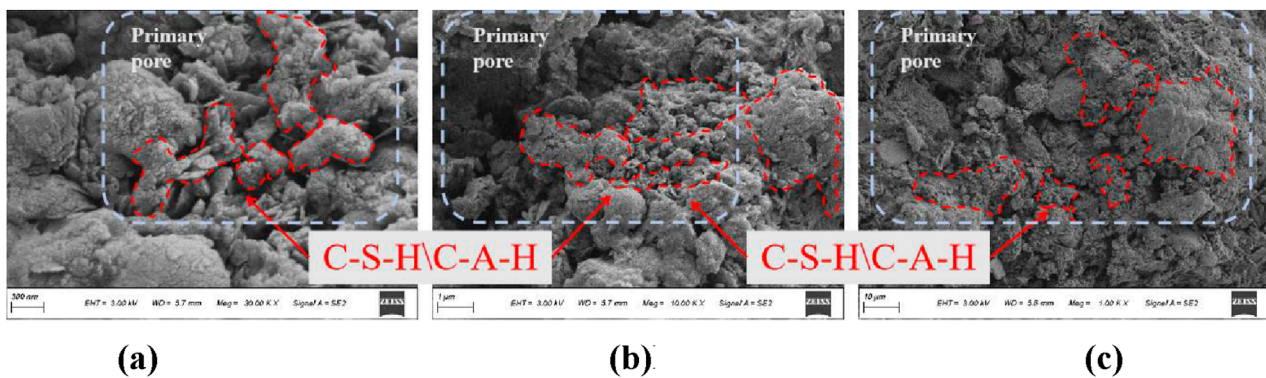 Primary
pore
Primary
pore
Primary
pore
C-S-H\C-A-H
C-S-H\C-A-H
300 nm EHT = 3.00 kV WD = 5.7 mm Mag = 30.00 K X Signal A = SE2 ZEISS
1 µm EHT = 3.00 kV WD = 5.7 mm Mag = 10.00 K X Signal A = SE2 ZEISS
10 µm EHT = 3.00 kV WD = 5.8 mm Mag = 1.00 K X Signal A = SE2 ZEISS
(a)
(b)
(c)